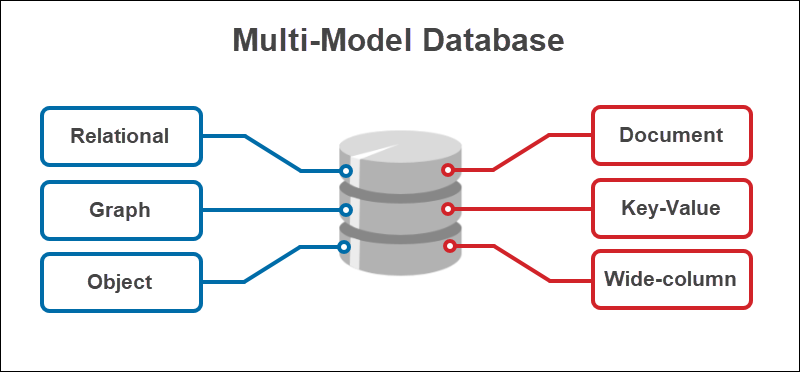 Multi-Model Database
Relational
Graph
Object
Document
Key-Value
Wide-column